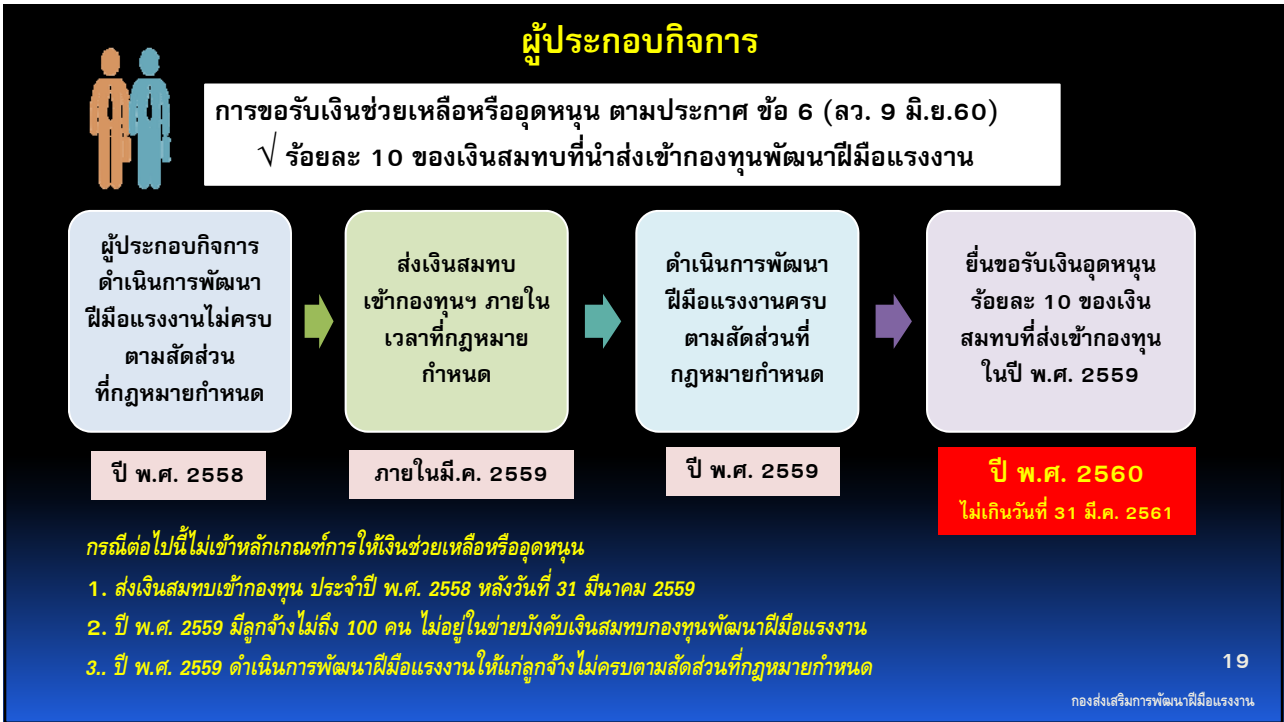 ผู้ประกอบกิจการ
การขอรับเงินช่วยเหลือหรืออุดหนุน ตามประกาศ ข้อ 6 (ลว. 9 มิ.ย.60)
√ ร้อยละ 10 ของเงินสมทบที่นำส่งเข้ากองทุนพัฒนาฝีมือแรงงาน
ผู้ประกอบกิจการ
ดำเนินการพัฒนา
ฝีมือแรงงานไม่ครบ
ตามสัดส่วน
ที่กฎหมายกำหนด
ส่งเงินสมทบ
เข้ากองทุนฯ ภายใน
เวลาที่กฎหมาย
กำหนด
ดำเนินการพัฒนา
ฝีมือแรงงานครบ
ตามสัดส่วนที่
กฎหมายกำหนด
ยื่นขอรับเงินอุดหนุน
ร้อยละ 10 ของเงิน
สมทบที่ส่งเข้ากองทุน
ในปี พ.ศ. 2559
ปี พ.ศ. 2558
ภายในมี.ค. 2559
ปี พ.ศ. 2559
ปี พ.ศ. 2560
ไม่เกินวันที่ 31 มี.ค. 2561
กรณีต่อไปนี้ไม่เข้าหลักเกณฑ์การให้เงินช่วยเหลือหรืออุดหนุน
1. ส่งเงินสมทบเข้ากองทุน ประจำปี พ.ศ. 2558 หลังวันที่ 31 มีนาคม 2559
2. ปี พ.ศ. 2559 มีลูกจ้างไม่ถึง 100 คน ไม่อยู่ในข่ายบังคับเงินสมทบกองทุนพัฒนาฝีมือแรงงาน
3.. ปี พ.ศ. 2559 ดำเนินการพัฒนาฝีมือแรงงานให้แก่ลูกจ้างไม่ครบตามสัดส่วนที่กฎหมายกำหนด
19
กองส่งเสริมการพัฒนาฝีมือแรงงาน